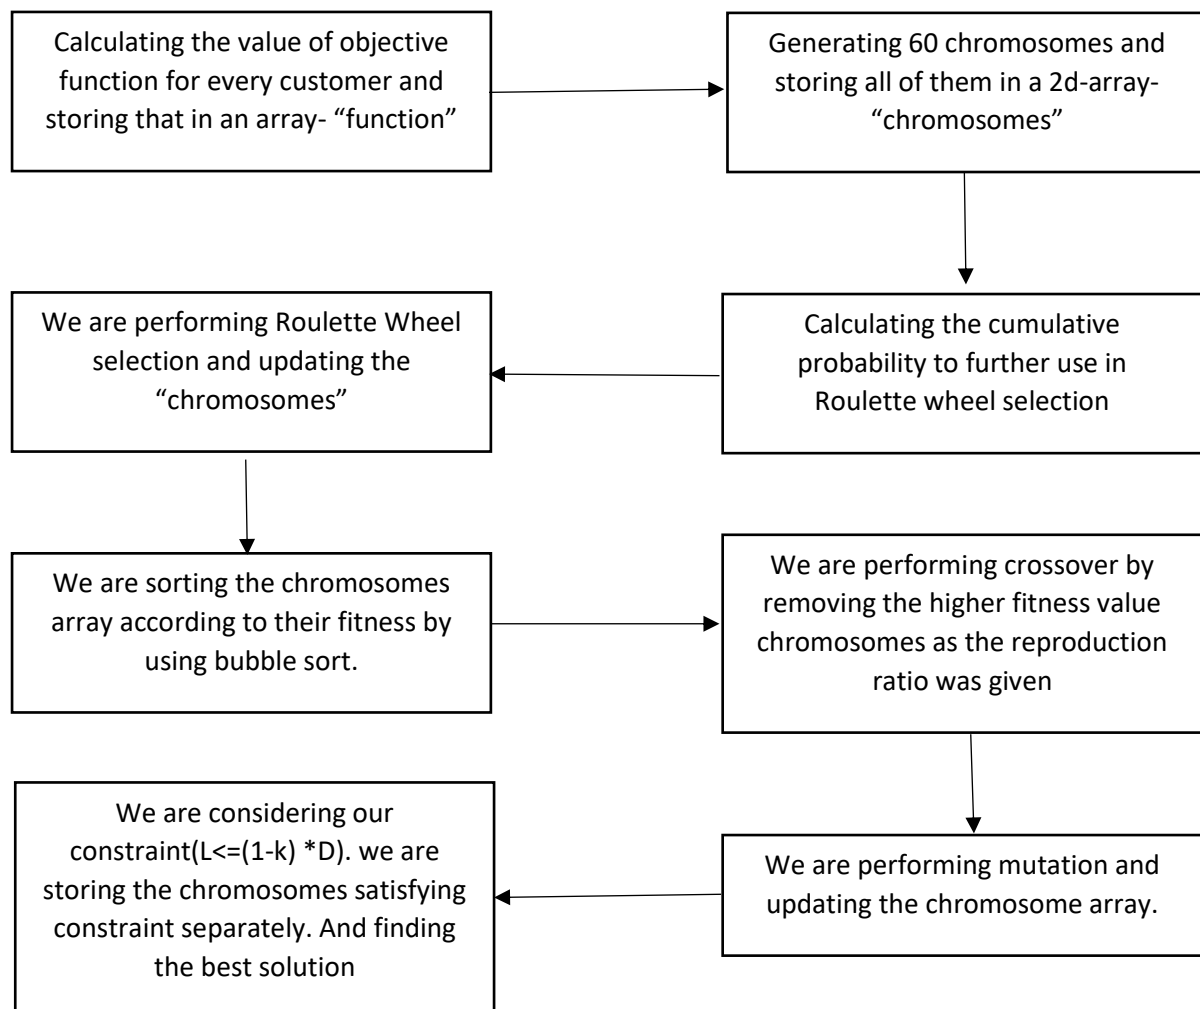 Calculating the value of objective
function for every customer and
storing that in an array- “function”
Generating 60 chromosomes and
storing all of them in a 2d-array-
“chromosomes”
Calculating the cumulative
probability to further use in
Roulette wheel selection
We are performing Roulette Wheel
selection and updating the
“chromosomes”
We are sorting the chromosomes
array according to their fitness by
using bubble sort.
We are performing crossover by
removing the higher fitness value
chromosomes as the reproduction
ratio was given
We are performing mutation and
updating the chromosome array.
We are considering our
constraint(L<=(1-k) *D). we are
storing the chromosomes satisfying
constraint separately. And finding
the best solution